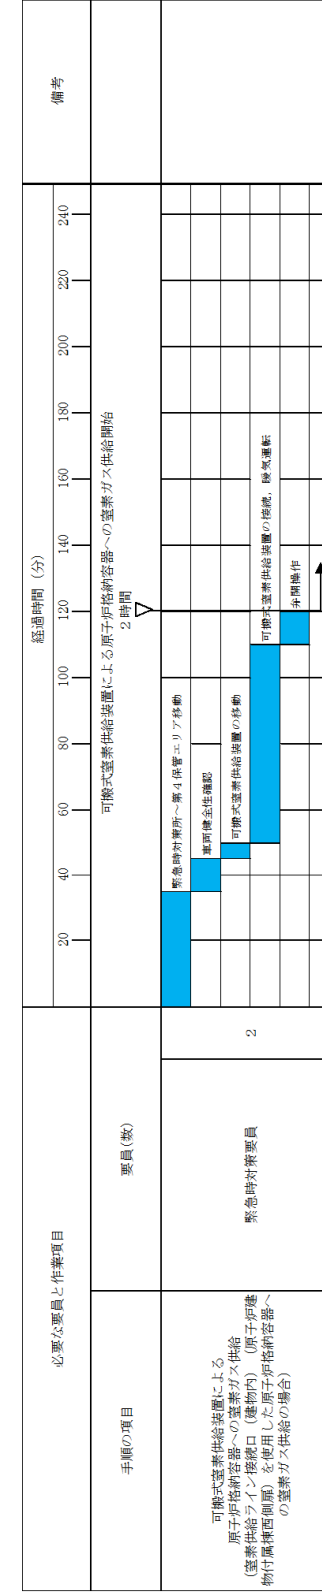 必要な要員と作業項目
経過時間（分）
備考
20 40 60 80 100 120 140 160 180 200 220 240
手順の項目
要員(数)
可搬式窒素供給装置による原子炉格納容器への窒素ガス供給開始
2時間
可搬式窒素供給装置による
原子炉格納容器への窒素ガス供給
（窒素供給ライン接続口（建物内）（原子炉建
物付属棟西側扉）を使用した原子炉格納容器へ
の窒素ガス供給の場合）
緊急時対策要員
2
緊急時対策所～第4保管エリア移動
車両健全性確認
可搬式窒素供給装置の移動
可搬式窒素供給装置の接続，暖気運転
弁開操作